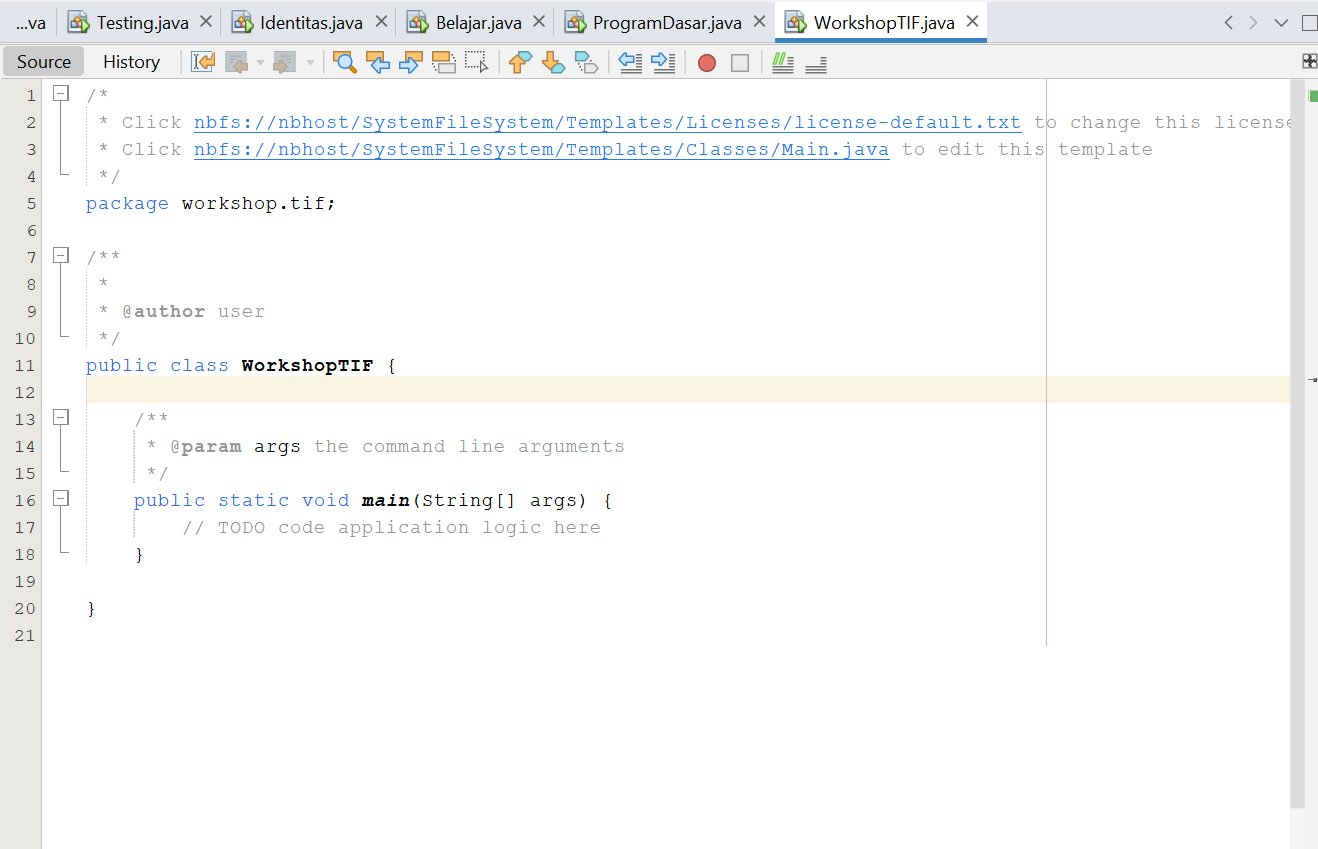 ...va Testing.java Identitas.java Belajar.java ProgramDasar.java WorkshopTIF.java
Source History
1 /*
2 * Click nbfs://nbhost/SystemFileSystem/Templates/Licenses/license-default.txt to change this license
3 * Click nbfs://nbhost/SystemFileSystem/Templates/Classes/Main.java to edit this template
4 */
5 package workshop.tif;
6
7 /**
8 *
9 * @author user
10 */
11 public class WorkshopTIF {
12
13 /**
14 * @param args the command line arguments
15 */
16 public static void main(String[] args) {
17 // TODO code application logic here
18 }
19
20 }
21